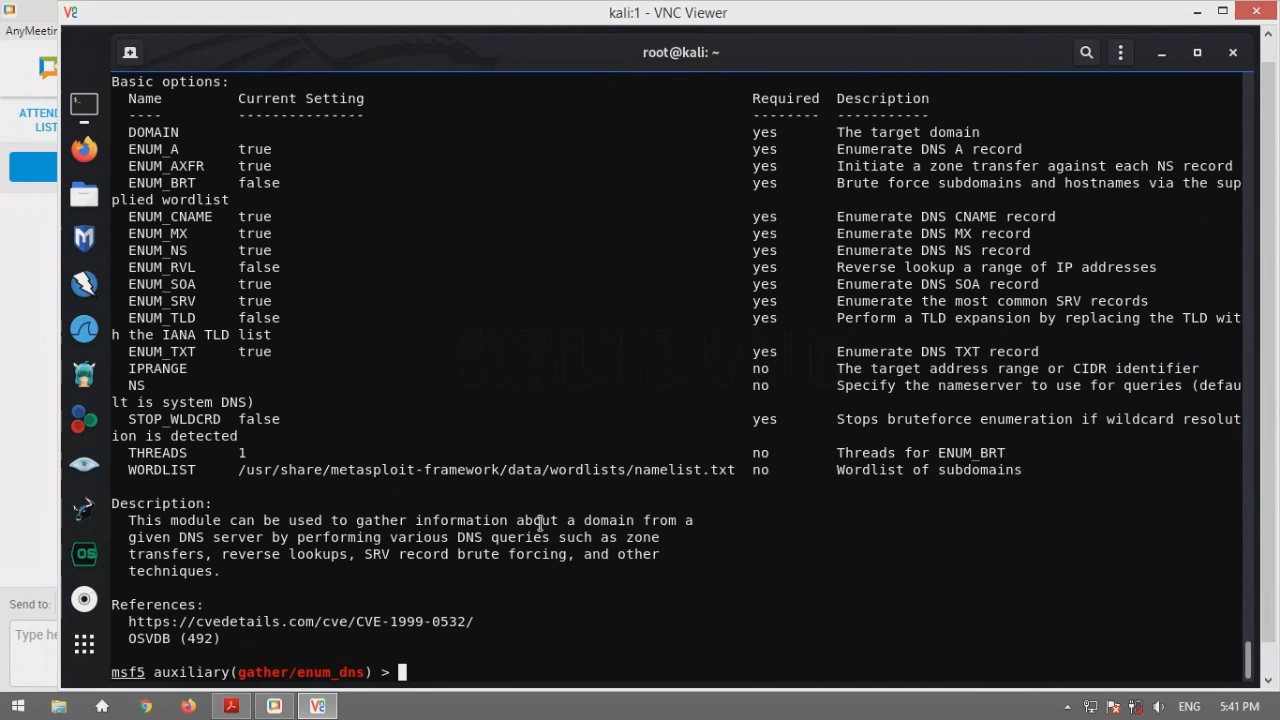 kali:1 - VNC Viewer
AnyMeetin
root@kali: ~
ATTEND
LIST
Basic options:
Name Current Setting Required Description
---- --------------- -------- -----------
DOMAIN yes The target domain
ENUM_A true yes Enumerate DNS A record
ENUM_AXFR true yes Initiate a zone transfer against each NS record
ENUM_BRT false yes Brute force subdomains and hostnames via the sup
plied wordlist
ENUM_CNAME true yes Enumerate DNS CNAME record
ENUM_MX true yes Enumerate DNS MX record
ENUM_NS true yes Enumerate DNS NS record
ENUM_RVL false yes Reverse lookup a range of IP addresses
ENUM_SOA true yes Enumerate DNS SOA record
ENUM_SRV true yes Enumerate the most common SRV records
ENUM_TLD false yes Perform a TLD expansion by replacing the TLD wit
h the IANA TLD list
ENUM_TXT true yes Enumerate DNS TXT record
IPRANGE no The target address range or CIDR identifier
NS no Specify the nameserver to use for queries (defau
lt is system DNS)
STOP_WLDCRD false yes Stops bruteforce enumeration if wildcard resolut
ion is detected
THREADS 1 no Threads for ENUM_BRT
WORDLIST /usr/share/metasploit-framework/data/wordlists/namelist.txt no Wordlist of subdomains
Description:
This module can be used to gather information about a domain from a
given DNS server by performing various DNS queries such as zone
transfers, reverse lookups, SRV record brute forcing, and other
techniques.
References:
https://cvedetails.com/cve/CVE-1999-0532/
OSVDB (492)
msf5 auxiliary(gather/enum_dns) >
Send to:
Type he
ENG 5:41 PM